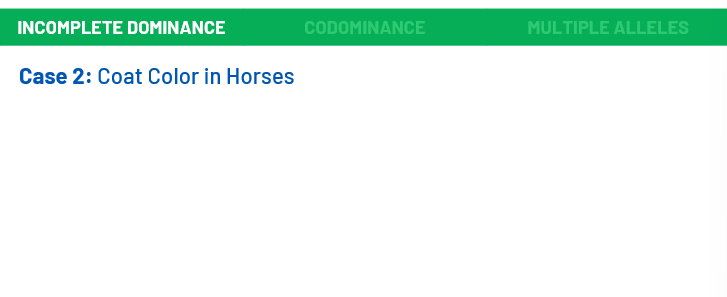 INCOMPLETE DOMINANCE CODOMINANCE MULTIPLE ALLELES
Case 2: Coat Color in Horses